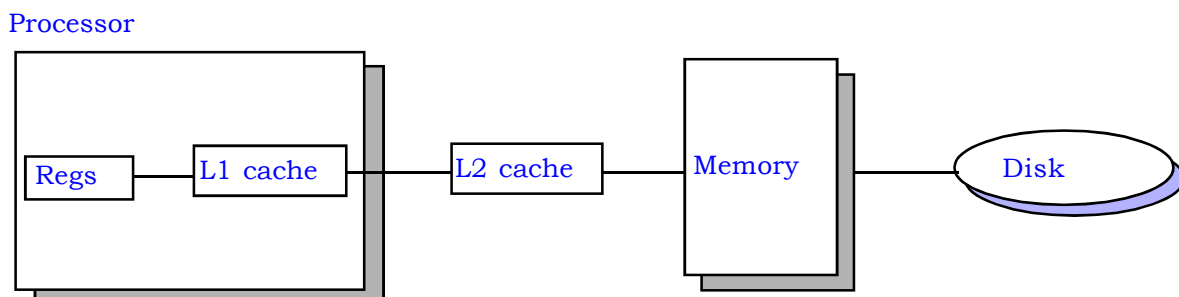 Processor
Regs
L1 cache
L2 cache
Memory
Disk